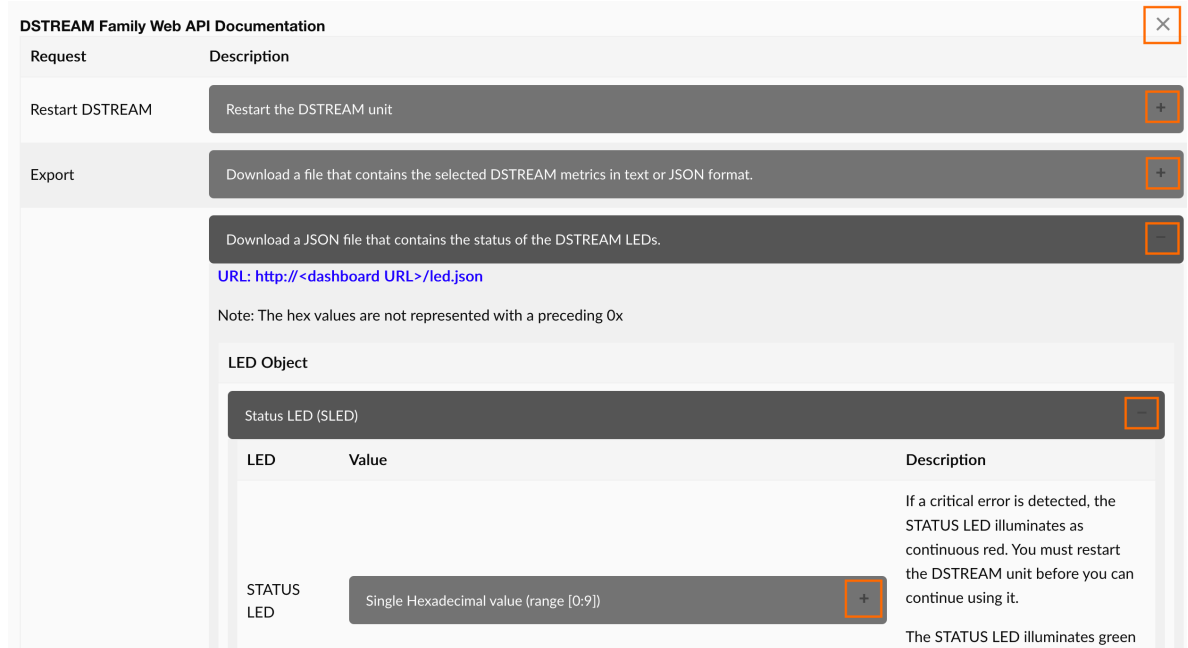 DSTREAM Family Web API Documentation
Request Description
Restart DSTREAM Restart the DSTREAM unit
Export Download a file that contains the selected DSTREAM metrics in text or JSON format.
Download a JSON file that contains the status of the DSTREAM LEDs.
URL: http://<dashboard URL>/led.json
Note: The hex values are not represented with a preceding 0x
LED Object
Status LED (SLED)
LED Value Description
STATUS
LED
Single Hexadecimal value (range [0:9])
If a critical error is detected, the
STATUS LED illuminates as
continuous red. You must restart
the DSTREAM unit before you can
continue using it.
The STATUS LED illuminates green